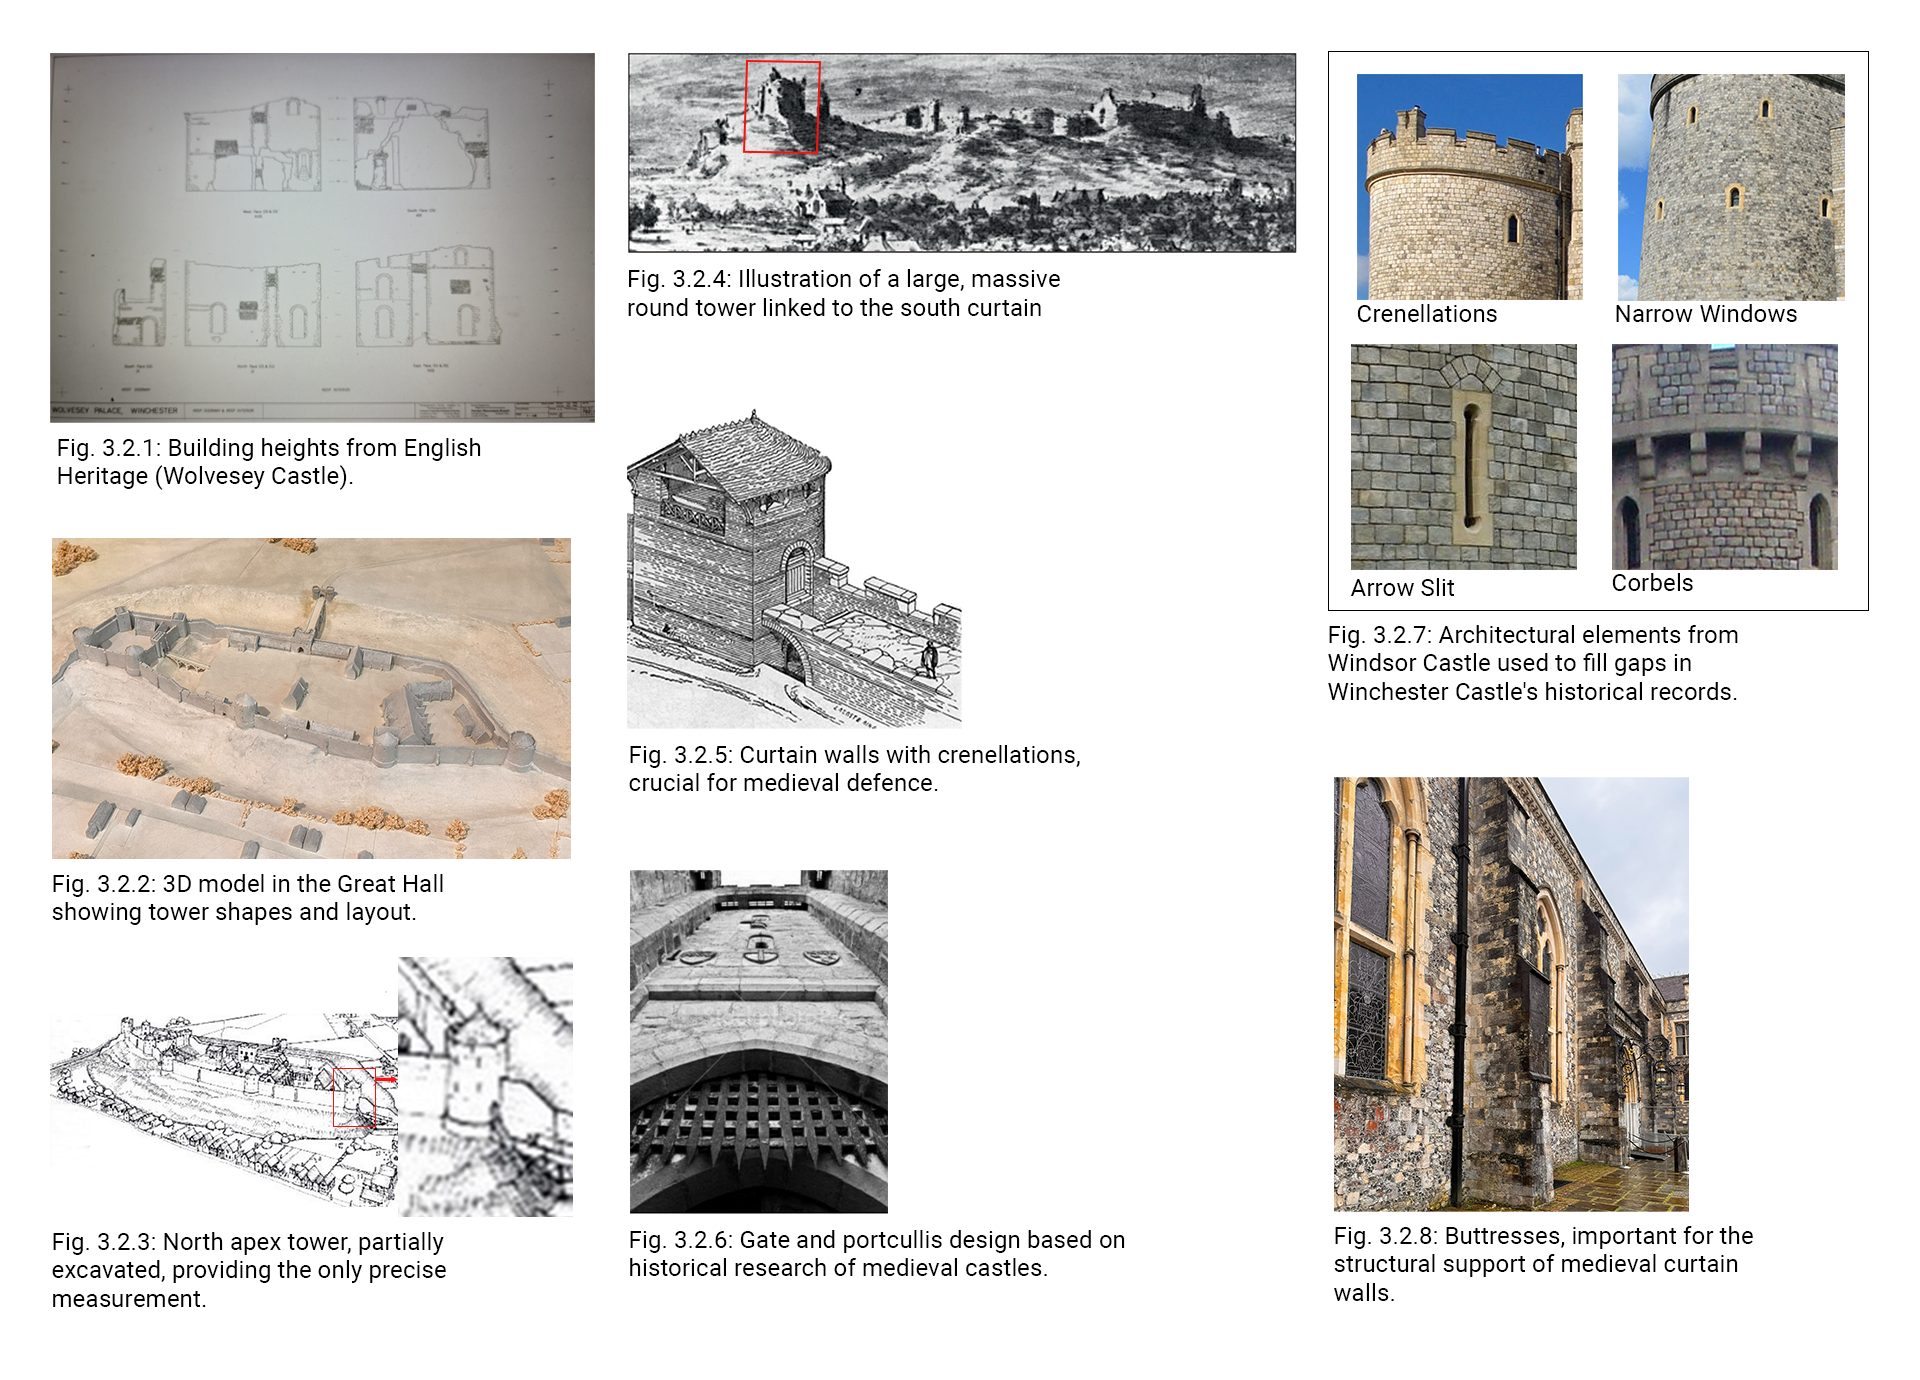 WOLVESEY PALACE, WINCHESTER
Fig. 3.2.1: Building heights from English
Heritage (Wolvesey Castle).
Fig. 3.2.2: 3D model in the Great Hall
showing tower shapes and layout.
Fig. 3.2.3: North apex tower, partially
excavated, providing the only precise
measurement.
Fig. 3.2.4: Illustration of a large, massive
round tower linked to the south curtain
Fig. 3.2.5: Curtain walls with crenellations,
crucial for medieval defence.
Fig. 3.2.6: Gate and portcullis design based on
historical research of medieval castles.
Crenellations
Narrow Windows
Arrow Slit
Corbels
Fig. 3.2.7: Architectural elements from
Windsor Castle used to fill gaps in
Winchester Castle's historical records.
Fig. 3.2.8: Buttresses, important for the
structural support of medieval curtain
walls.